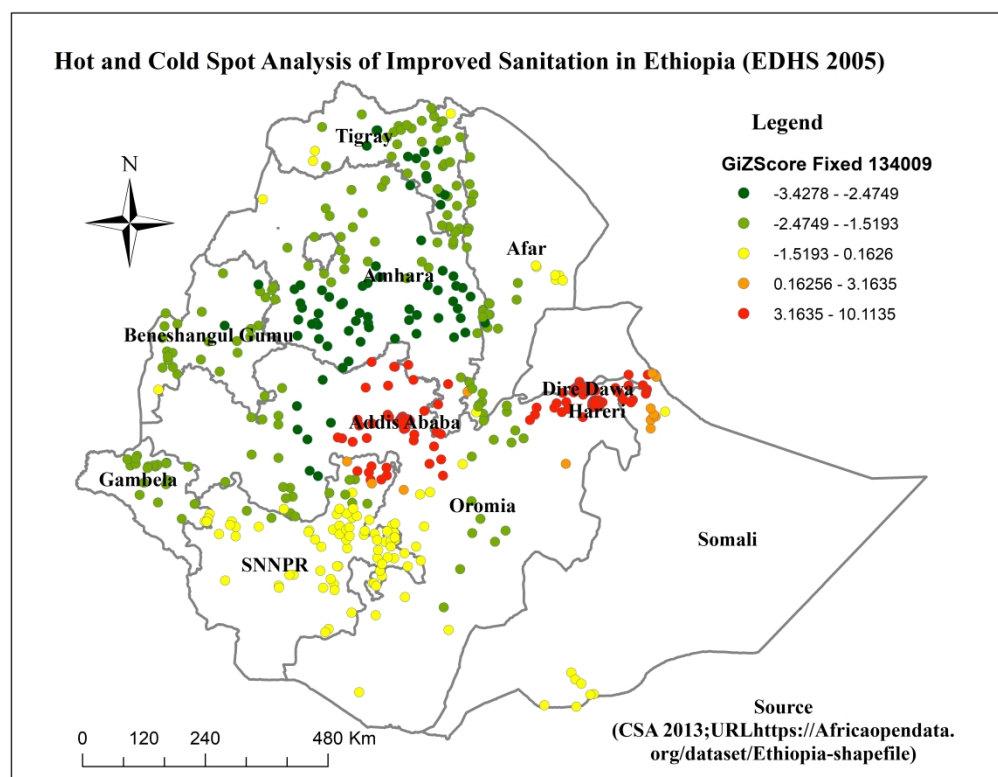 Hot and Cold Spot Analysis of Improved Sanitation in Ethiopia (EDHS 2005)
Legend
GiZScore Fixed 134009
-3.4278 - -2.4749
-2.4749 - -1.5193
-1.5193 - 0.1626
0.16256 - 3.1635
3.1635 - 10.1135
N
Tigray
Afar
Amhara
Beneshangul Gumu
Dire Dawa
Hareri
Addis Ababa
Gambela
Oromia
Somali
SNNPR
Source
(CSA 2013;URLhttps://Africaopendata.
org/dataset/Ethiopia-shapefile)
0 120 240 480 Km